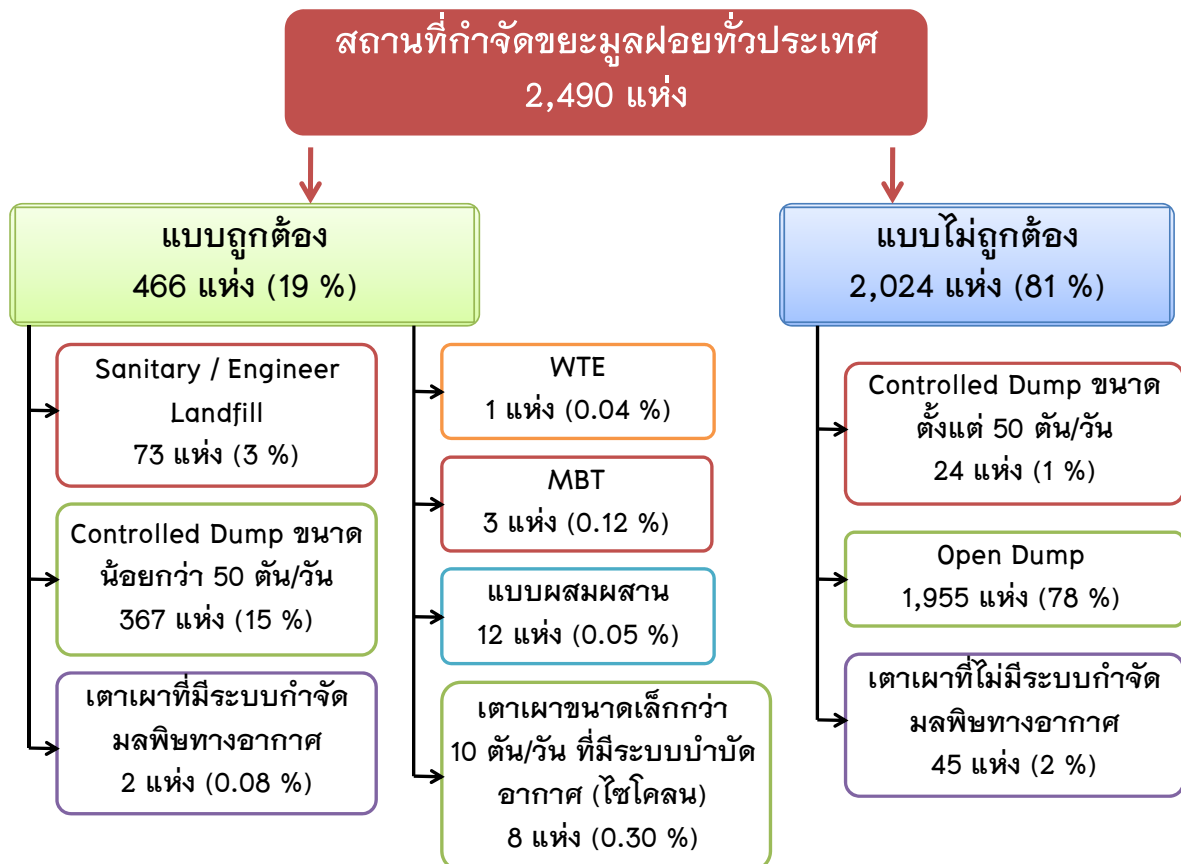 สถานที่กำจัดขยะมูลฝอยทั่วประเทศ
2,490 แห่ง
แบบถูกต้อง
466 แห่ง (19 %)
Sanitary / Engineer
Landfill
73 แห่ง (3 %)
Controlled Dump ขนาด
น้อยกว่า 50 ตัน/วัน
367 แห่ง (15 %)
เตาเผาที่มีระบบกำจัด
มลพิษทางอากาศ
2 แห่ง (0.08 %)
WTE
1 แห่ง (0.04 %)
MBT
3 แห่ง (0.12 %)
แบบผสมผสาน
12 แห่ง (0.05 %)
เตาเผาขนาดเล็กกว่า
10 ตัน/วัน ที่มีระบบบำบัด
อากาศ (ไซโคลน)
8 แห่ง (0.30 %)
แบบไม่ถูกต้อง
2,024 แห่ง (81 %)
Controlled Dump ขนาด
ตั้งแต่ 50 ตัน/วัน
24 แห่ง (1 %)
Open Dump
1,955 แห่ง (78 %)
เตาเผาที่ไม่มีระบบกำจัด
มลพิษทางอากาศ
45 แห่ง (2 %)